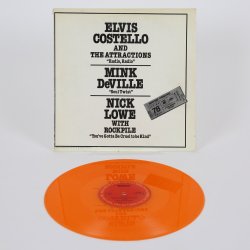 ELVIS
COSTELLO
AND
THE ATTRACTIONS
"Radio, Radio"
MINK
DeVILLE
"Soul Twist"
NICK
LOWE
WITH
ROCKPILE
"You've Gotta Be Cruel to be Kind"
78